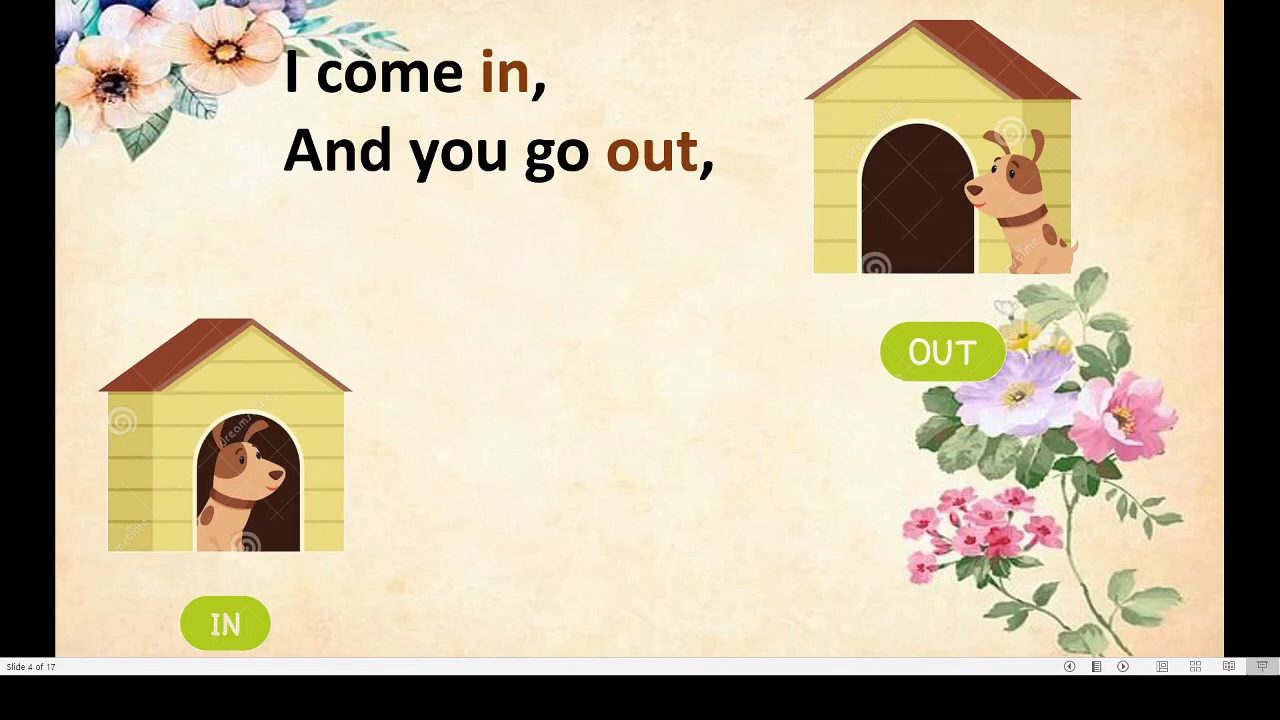 I come in,
And you go out,
OUT
IN
Slide 4 of 17